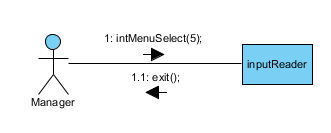 1: intMenuSelect(5);
inputReader
1.1: exit();
Manager